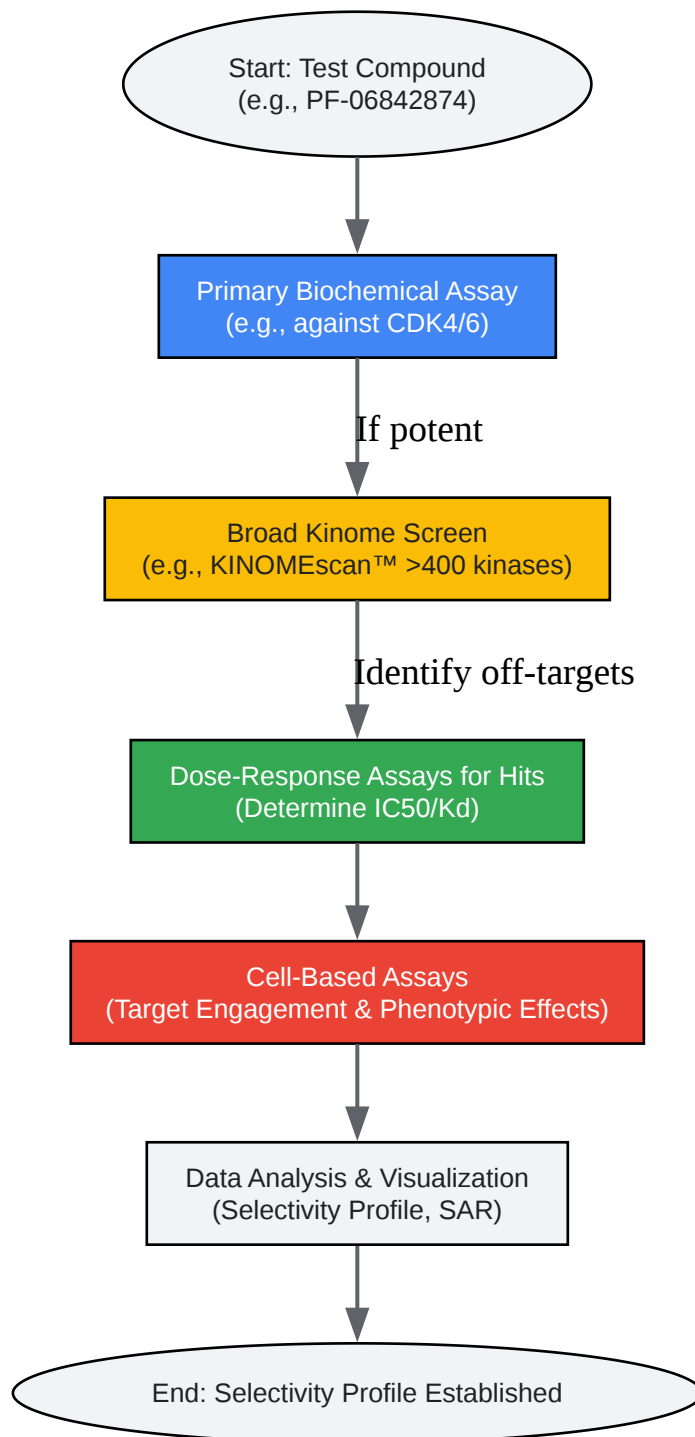 Start: Test Compound
(e.g., PF-06842874)
Primary Biochemical Assay
(e.g., against CDK4/6)
If potent
Broad Kinome Screen
(e.g., KINOMEscan™ >400 kinases)
Identify off-targets
Dose-Response Assays for Hits
(Determine IC50/Kd)
Cell-Based Assays
(Target Engagement & Phenotypic Effects)
Data Analysis & Visualization
(Selectivity Profile, SAR)
End: Selectivity Profile Established